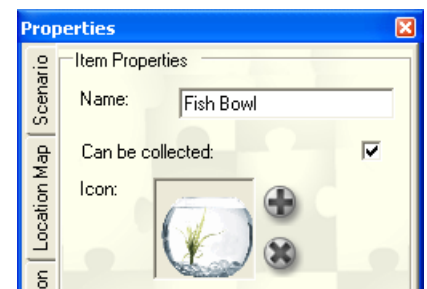 Properties
Item Properties
Name: Fish Bowl
Can be collected:
Icon:
Scenario
Location Map
on